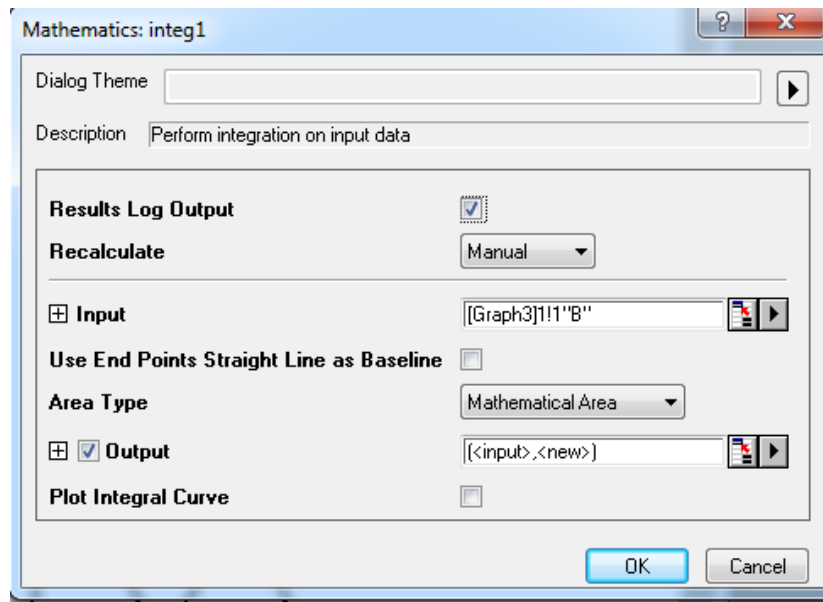 Mathematics: integ1
Dialog Theme
Description Perform integration on input data
Results Log Output
Recalculate Manual
Input [Graph3]1!1"B"
Use End Points Straight Line as Baseline
Area Type Mathematical Area
Output (<input>,<new>)
Plot Integral Curve
OK Cancel